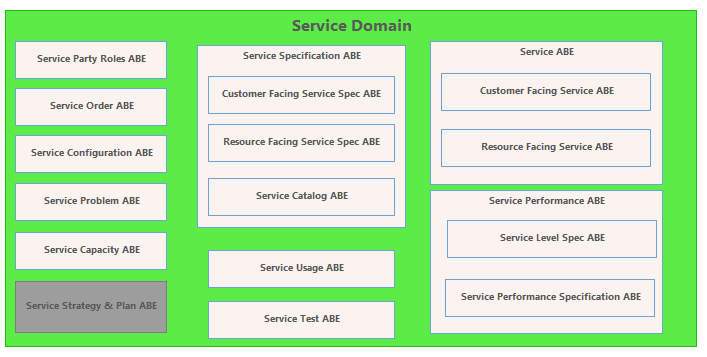 Service Domain
Service Party Roles ABE
Service Order ABE
Service Configuration ABE
Service Problem ABE
Service Capacity ABE
Service Strategy & Plan ABE
Service Specification ABE
Customer Facing Service Spec ABE
Resource Facing Service Spec ABE
Service Catalog ABE
Service Usage ABE
Service Test ABE
Service ABE
Customer Facing Service ABE
Resource Facing Service ABE
Service Performance ABE
Service Level Spec ABE
Service Performance Specification ABE